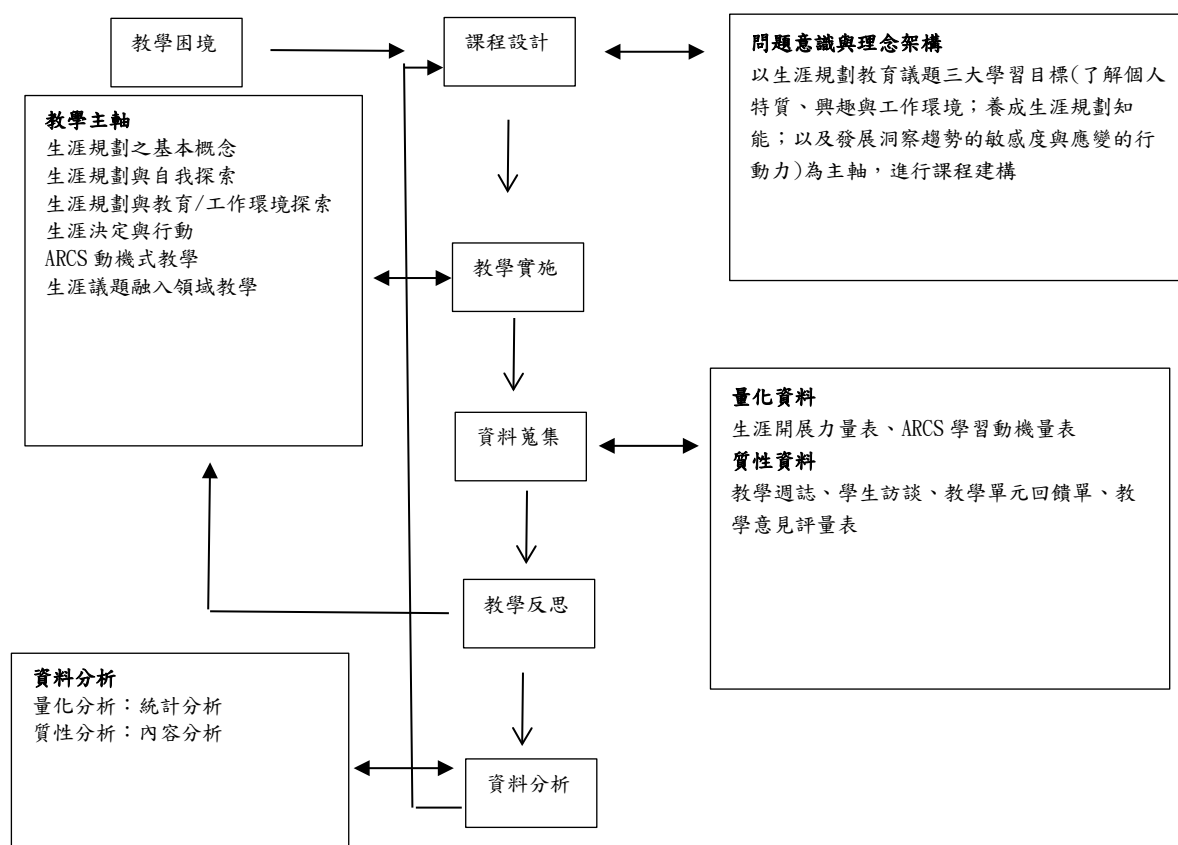 教學困境
課程設計
問題意識與理念架構
以生涯規劃教育議題三大學習目標(了解個人
特質、興趣與工作環境；養成生涯規劃知
能；以及發展洞察趨勢的敏感度與應變的行
動力)為主軸，進行課程建構
教學主軸
生涯規劃之基本概念
生涯規劃與自我探索
生涯規劃與教育/工作環境探索
生涯決定與行動
ARCS 動機式教學
生涯議題融入領域教學
教學實施
資料蒐集
量化資料
生涯開展力量表、ARCS 學習動機量表
質性資料
教學週誌、學生訪談、教學單元回饋單、教
學意見評量表
教學反思
資料分析
量化分析：統計分析
質性分析：內容分析
資料分析